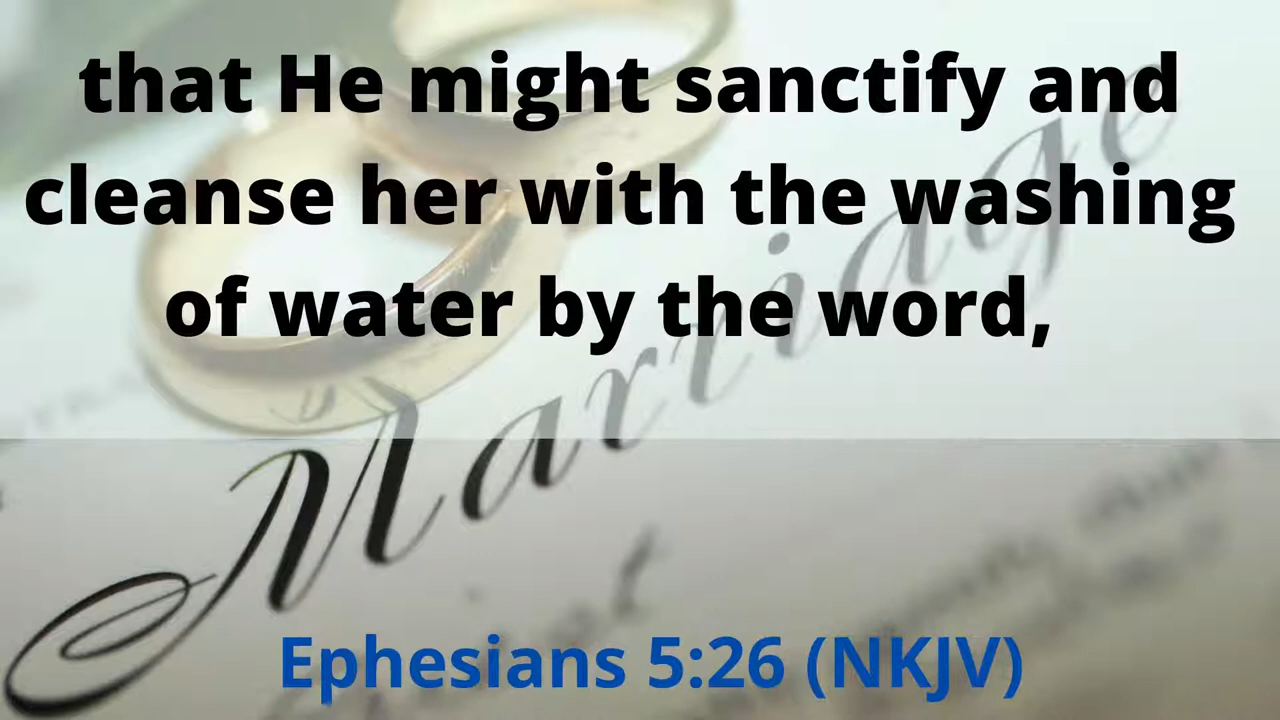 that He might sanctify and
cleanse her with the washing
of water by the word,
Marriage
Ephesians 5:26 (NKJV)